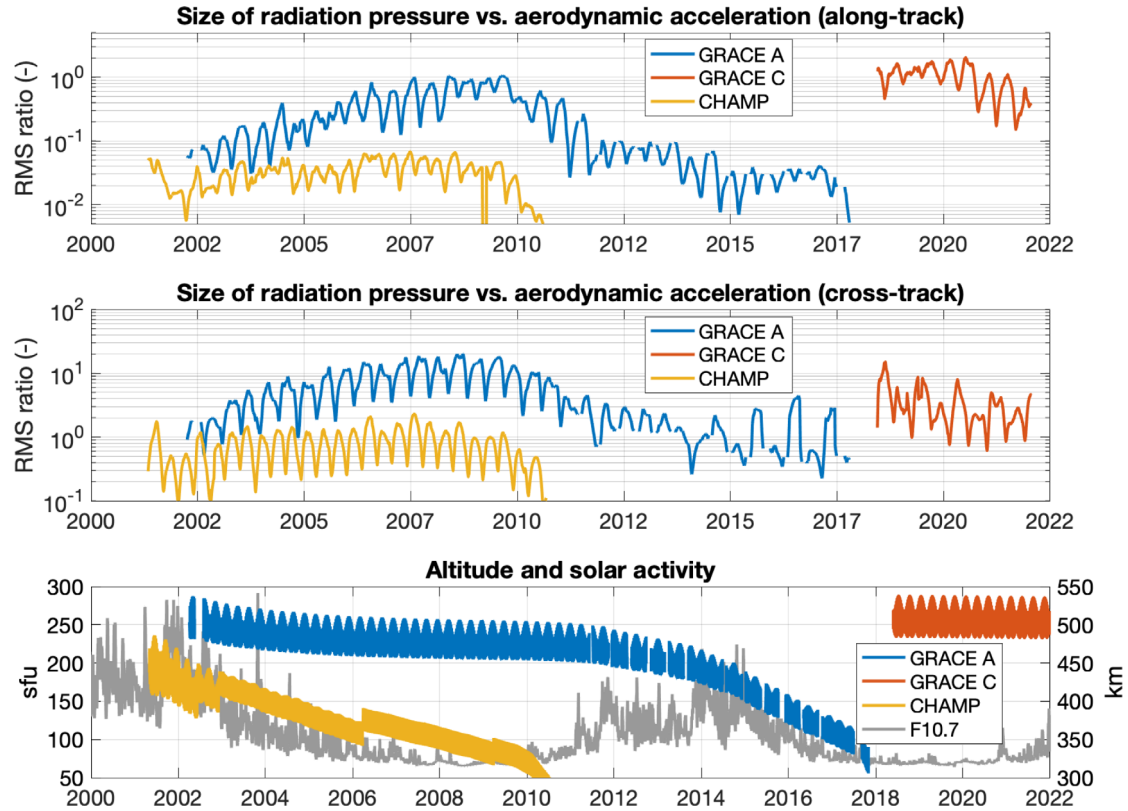 Size of radiation pressure vs. aerodynamic acceleration (along-track)
RMS ratio (-)
10^0
10^-1
10^-2
GRACE A
GRACE C
CHAMP
2000 2002 2005 2007 2010 2012 2015 2017 2020 2022
Size of radiation pressure vs. aerodynamic acceleration (cross-track)
RMS ratio (-)
10^2
10^1
10^0
10^-1
GRACE A
GRACE C
CHAMP
2000 2002 2005 2007 2010 2012 2015 2017 2020 2022
Altitude and solar activity
sfu
300
250
200
150
100
50
550
500
450
400
350
300
km
GRACE A
GRACE C
CHAMP
F10.7
2000 2002 2004 2006 2008 2010 2012 2014 2016 2018 2020 2022